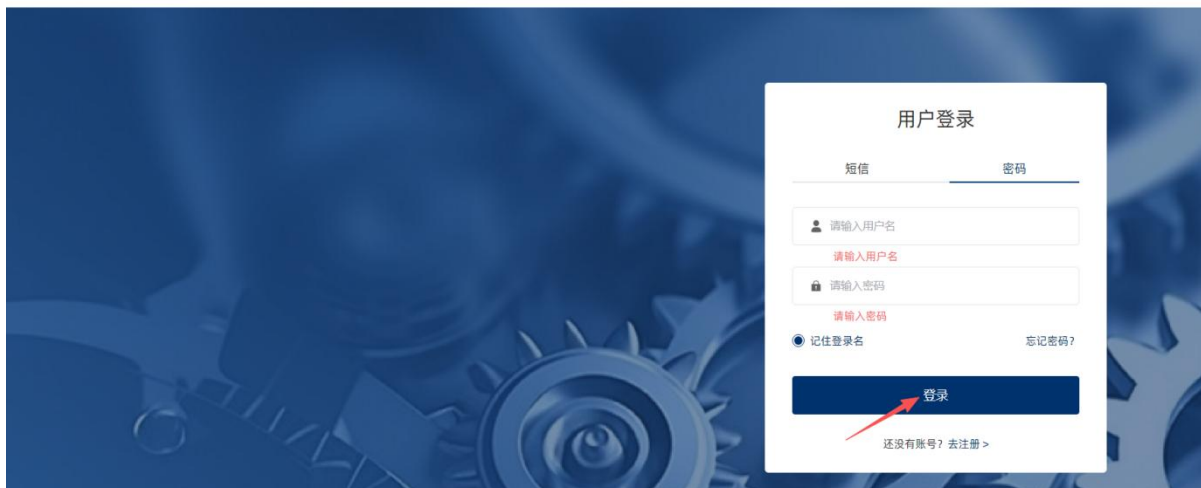 用户登录
短信 密码
请输入用户名
请输入用户名
请输入密码
请输入密码
记住登录名 忘记密码?
登录
还没有账号? 去注册 >